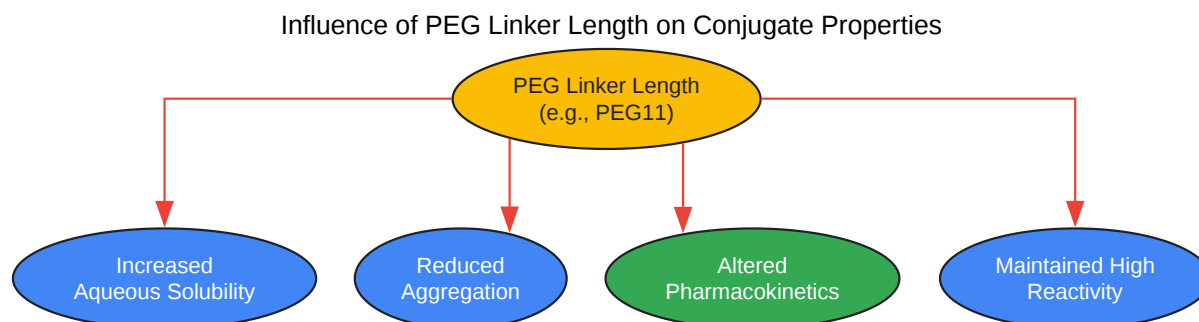 Influence of PEG Linker Length on Conjugate Properties
PEG Linker Length
(e.g., PEG11)
Increased
Aqueous Solubility
Reduced
Aggregation
Altered
Pharmacokinetics
Maintained High
Reactivity